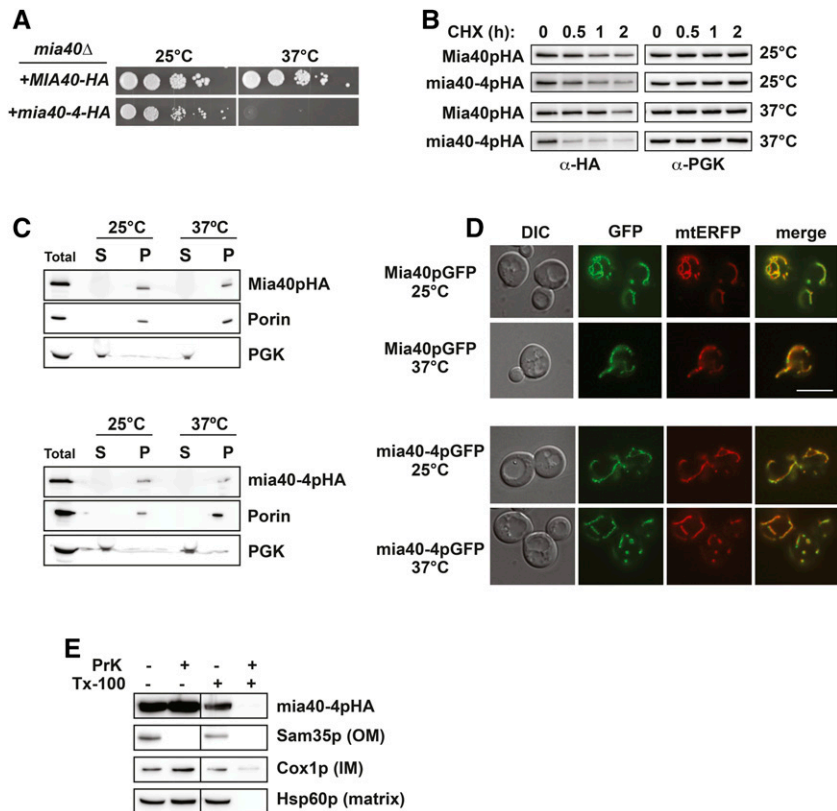 A
mia40Δ 25°C 37°C
+MIA40-HA
+mia40-4-HA
B
CHX (h): 0 0.5 1 2 0 0.5 1 2
Mia40pHA 25°C
mia40-4pHA 25°C
Mia40pHA 37°C
mia40-4pHA 37°C
α-HA α-PGK
C
25°C 37°C
Total S P S P
Mia40pHA
Porin
PGK
25°C 37°C
Total S P S P
mia40-4pHA
Porin
PGK
D
DIC GFP mtERFP merge
Mia40pGFP
25°C
Mia40pGFP
37°C
mia40-4pGFP
25°C
mia40-4pGFP
37°C
E
PrK - + - +
Tx-100 - - + +
mia40-4pHA
Sam35p (OM)
Cox1p (IM)
Hsp60p (matrix)